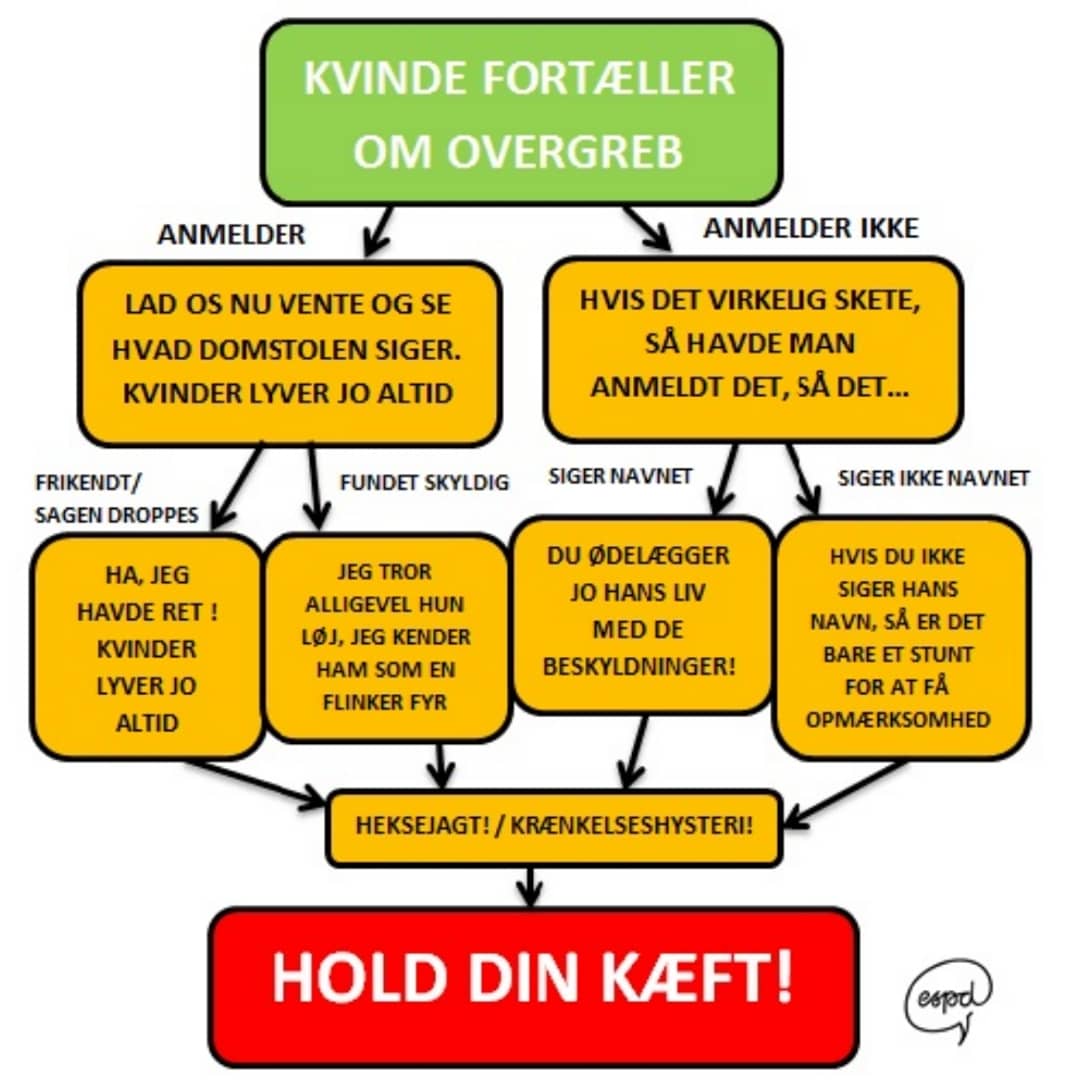 KVINDE FORTÆLLER
OM OVERGREB
ANMELDER
ANMELDER IKKE
LAD OS NU VENTE OG SE
HVAD DOMSTOLEN SIGER.
KVINDER LYVER JO ALTID
HVIS DET VIRKELIG SKETE,
SÅ HAVDE MAN
ANMELDT DET, SÅ DET...
FRIKENDT/
SAGEN DROPPES
FUNDET SKYLDIG
SIGER NAVNET
SIGER IKKE NAVNET
HA, JEG
HAVDE RET !
KVINDER
LYVER JO
ALTID
JEG TROR
ALLIGEVEL HUN
LØJ, JEG KENDER
HAM SOM EN
FLINKER FYR
DU ØDELÆGGER
JO HANS LIV
MED DE
BESKYLDNINGER!
HVIS DU IKKE
SIGER HANS
NAVN, SÅ ER DET
BARE ET STUNT
FOR AT FÅ
OPMÆRKSOMHED
HEKSEJAGT! / KRÆNKELSESHYSTERI!
HOLD DIN KÆFT!
espd